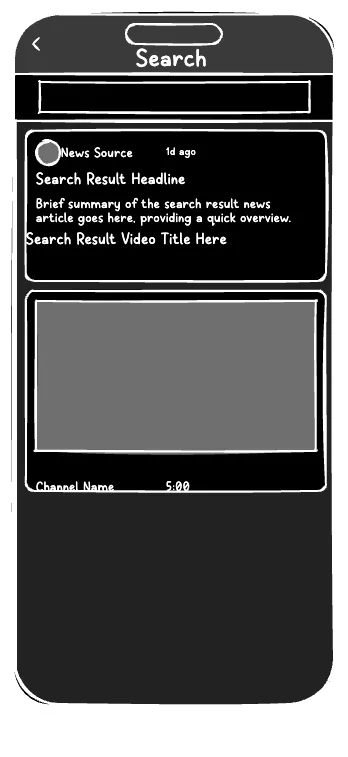 Search
News Source 1d ago
Search Result Headline
Brief summary of the search result news
article goes here, providing a quick overview.
Search Result Video Title Here
Channel Name 5:00